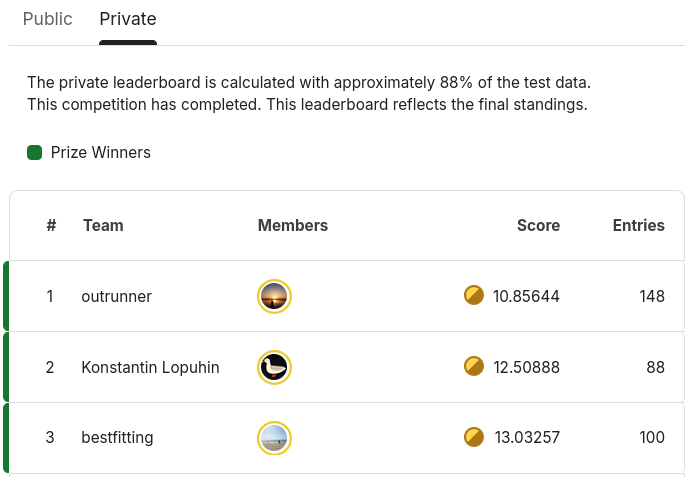 Public Private
The private leaderboard is calculated with approximately 88% of the test data.
This competition has completed. This leaderboard reflects the final standings.
Prize Winners
# Team Members Score Entries
1 outrunner 10.85644 148
2 Konstantin Lopuhin 12.50888 88
3 bestfitting 13.03257 100